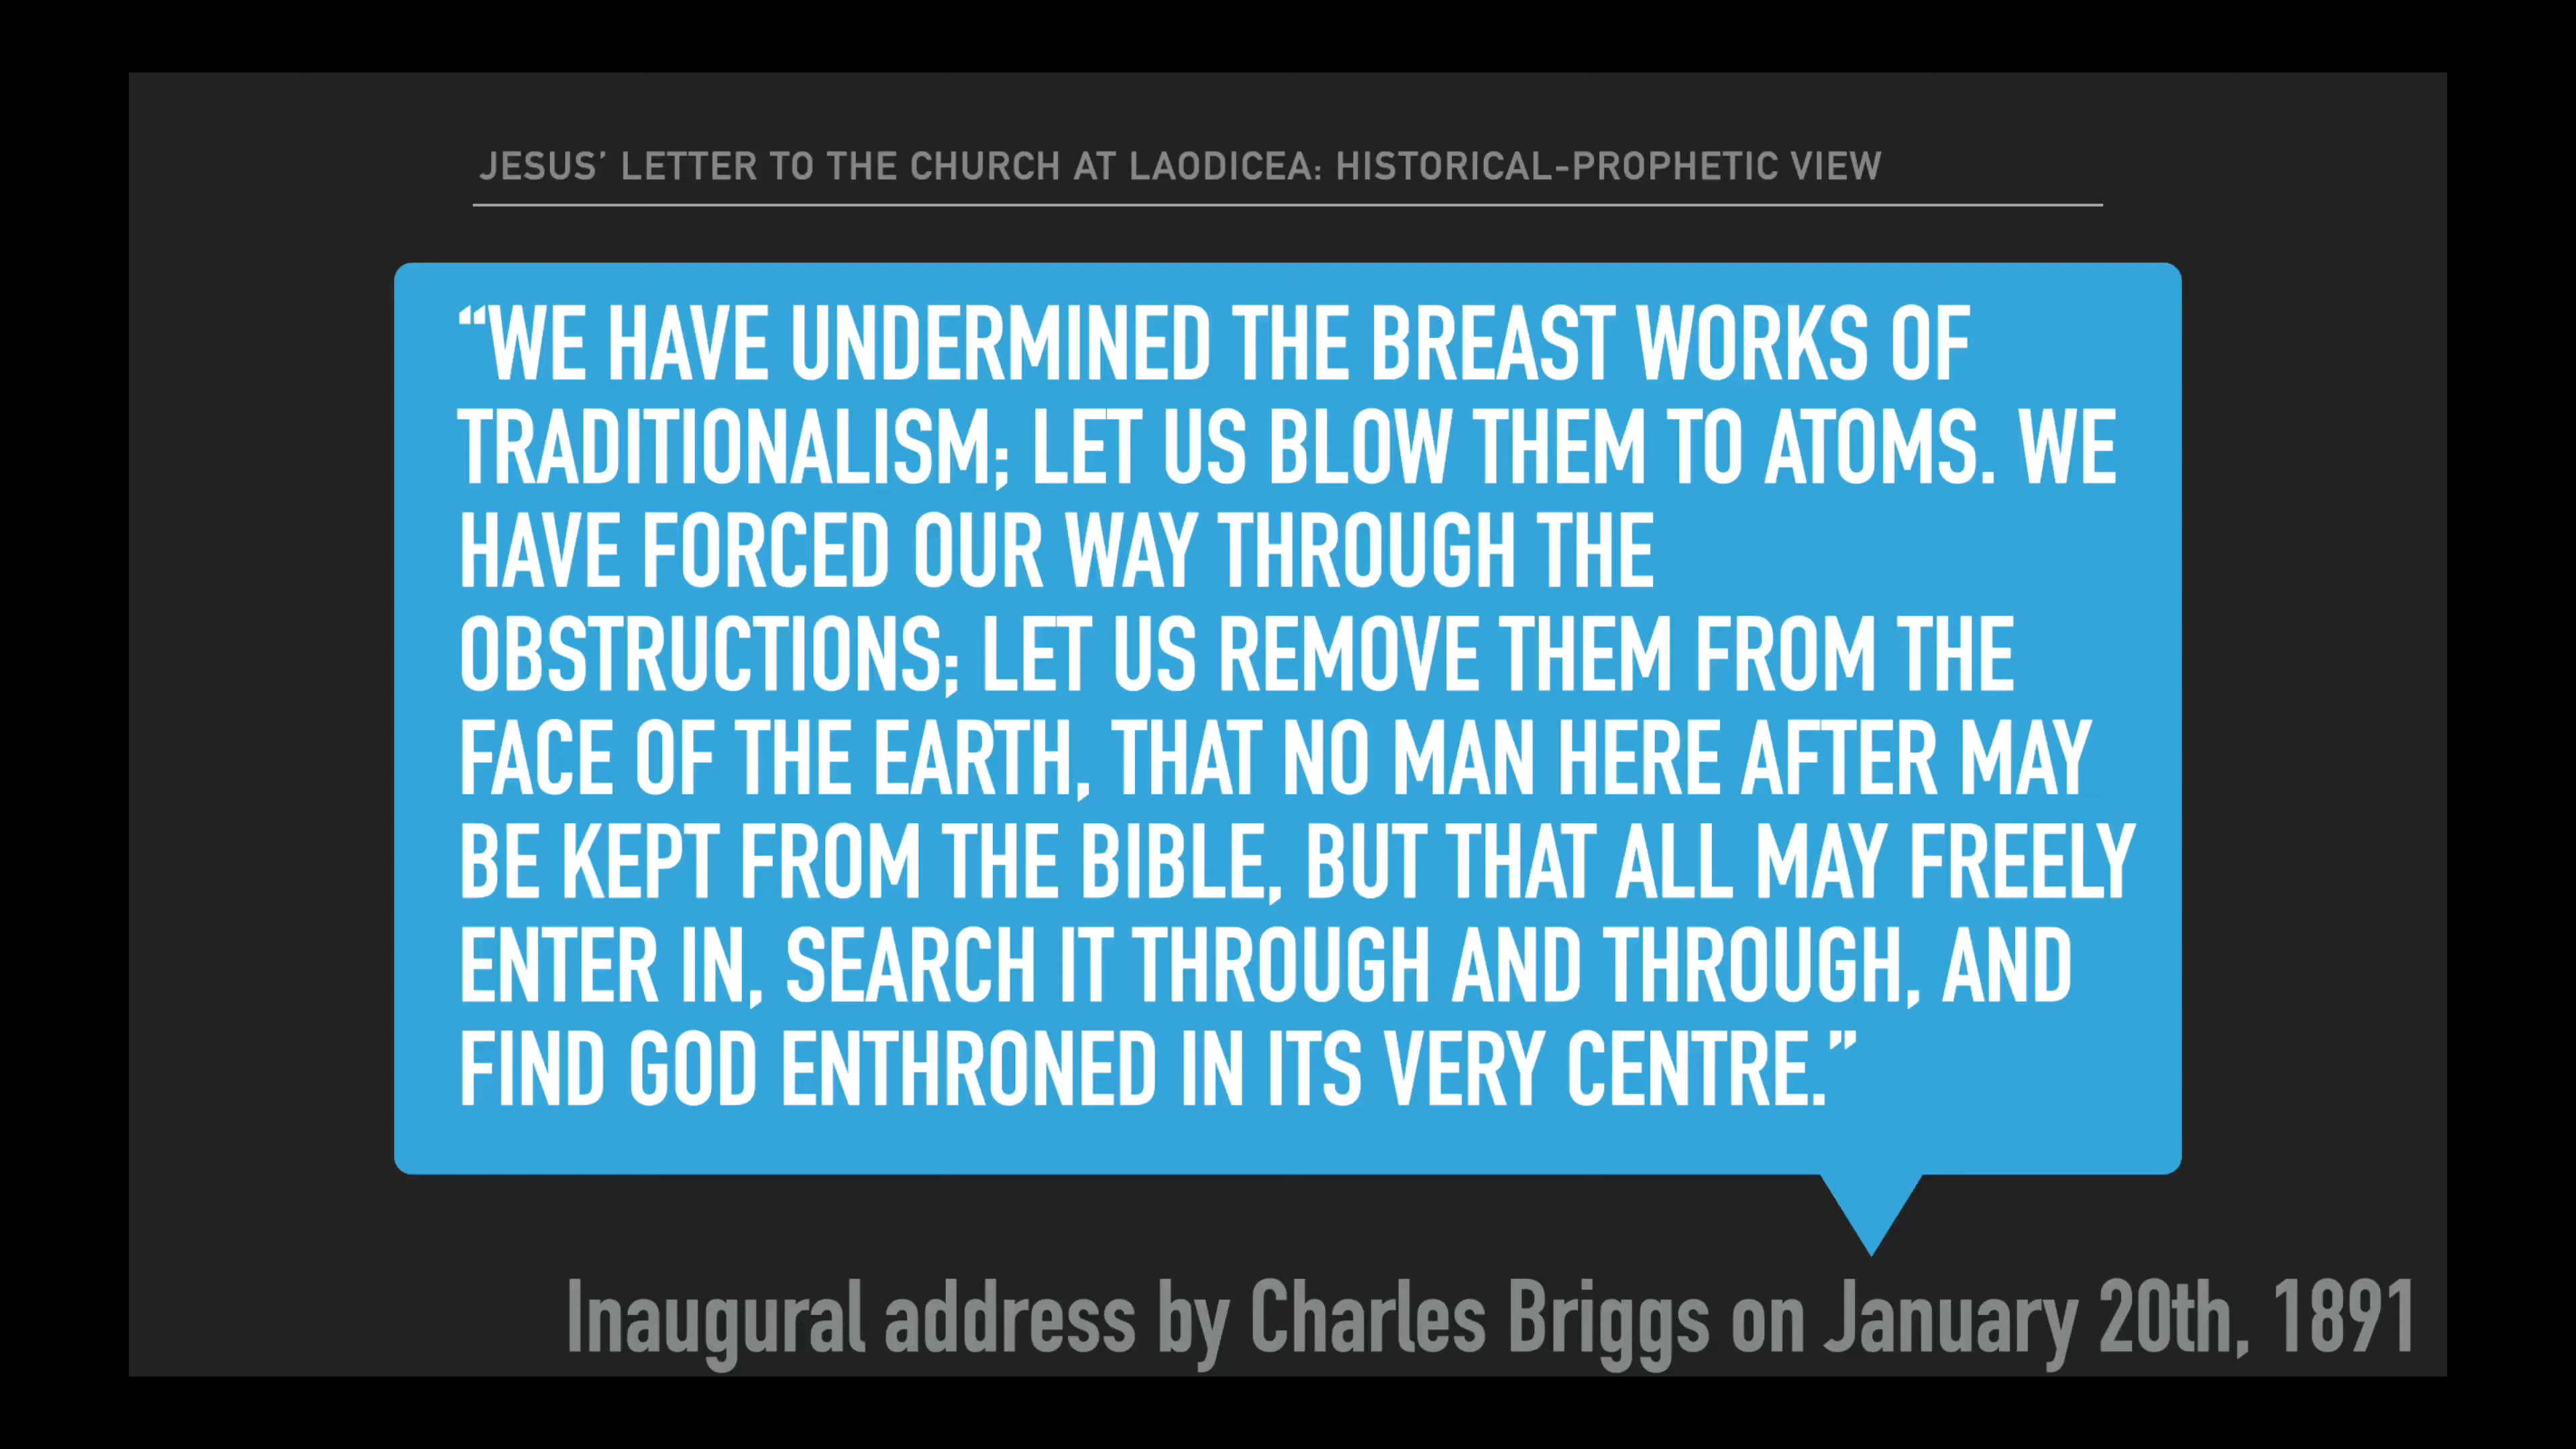 JESUS’ LETTER TO THE CHURCH AT LAODICEA: HISTORICAL-PROPHETIC VIEW
“WE HAVE UNDERMINED THE BREAST WORKS OF
TRADITIONALISM; LET US BLOW THEM TO ATOMS. WE
HAVE FORCED OUR WAY THROUGH THE
OBSTRUCTIONS; LET US REMOVE THEM FROM THE
FACE OF THE EARTH, THAT NO MAN HERE AFTER MAY
BE KEPT FROM THE BIBLE, BUT THAT ALL MAY FREELY
ENTER IN, SEARCH IT THROUGH AND THROUGH, AND
FIND GOD ENTHRONED IN ITS VERY CENTRE.”
Inaugural address by Charles Briggs on January 20th, 1891